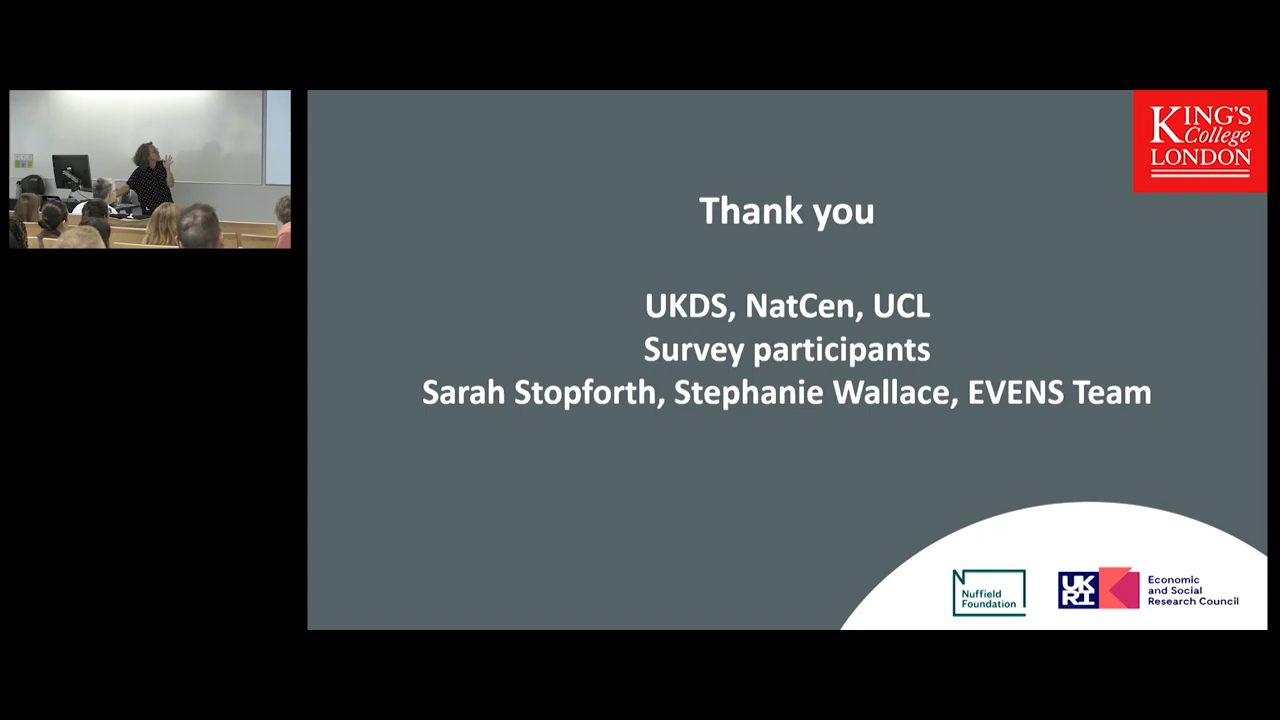 KING'S
College
LONDON
Thank you
UKDS, NatCen, UCL
Survey participants
Sarah Stopforth, Stephanie Wallace, EVENS Team
Nuffield
Foundation
UK
RI
Economic
and Social
Research Council